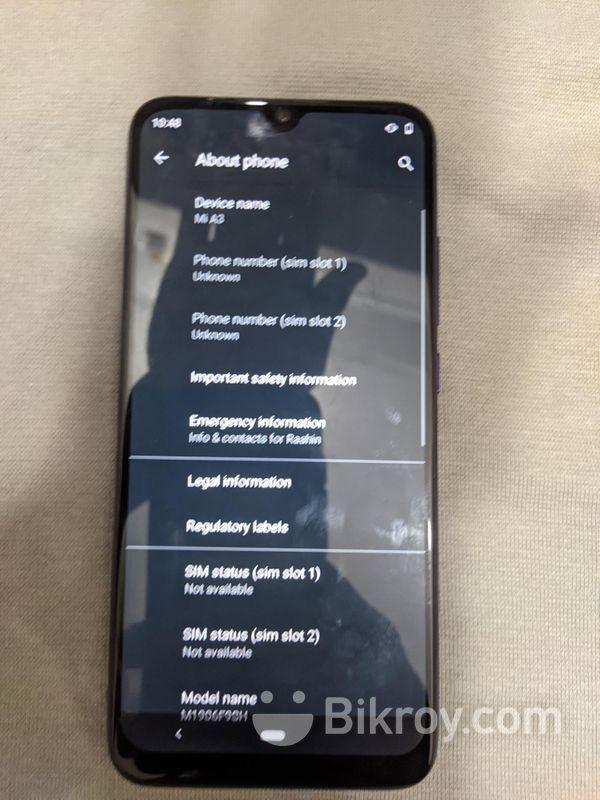 10:48
About phone
Device name
Mi A3
Phone number (sim slot 1)
Unknown
Phone number (sim slot 2)
Unknown
Important safety information
Emergency information
Info & contacts for Raahin
Legal information
Regulatory labels
SIM status (sim slot 1)
Not available
SIM status (sim slot 2)
Not available
Model name
M1906F9SH
Bikroy.com